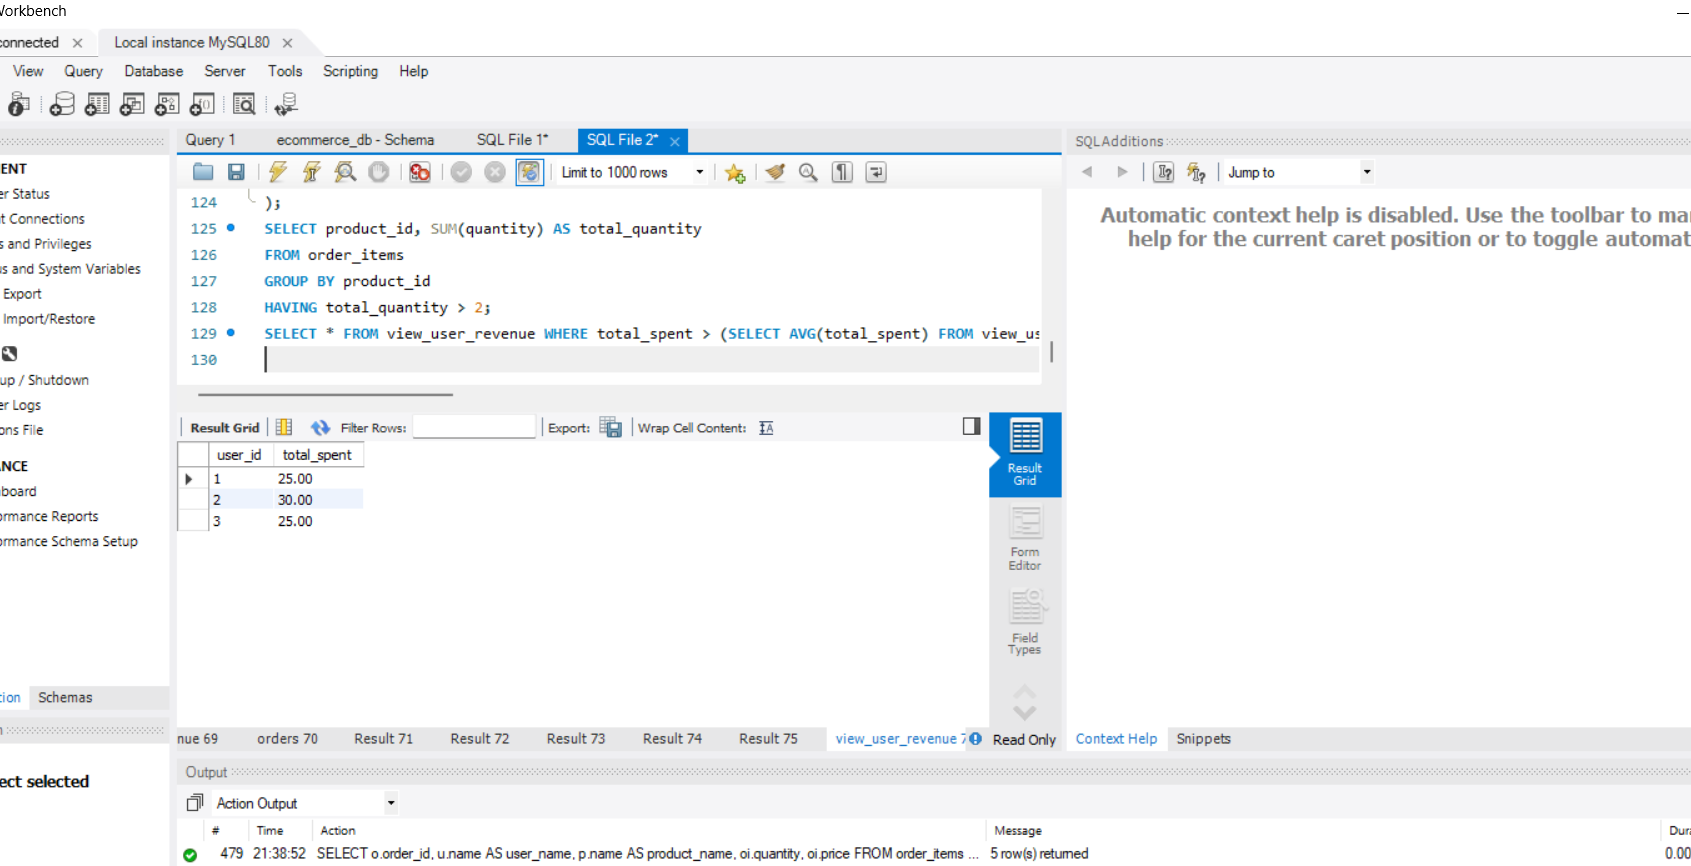 Workbench
connected
Local instance MySQL80
View Query Database Server Tools Scripting Help
Query 1
ecommerce_db - Schema
SQL File 1*
SQL File 2*
SQLAdditions
Limit to 1000 rows
Jump to
ENT
er Status
t Connections
s and Privileges
us and System Variables
Export
Import/Restore
up / Shutdown
er Logs
ons File
NCE
board
ormance Reports
ormance Schema Setup
tion
Schemas
ect selected
124 );
125 SELECT product_id, SUM(quantity) AS total_quantity
126 FROM order_items
127 GROUP BY product_id
128 HAVING total_quantity > 2;
129 SELECT * FROM view_user_revenue WHERE total_spent > (SELECT AVG(total_spent) FROM view_us
130
Automatic context help is disabled. Use the toolbar to ma
help for the current caret position or to toggle automat
Result Grid
Filter Rows:
Export:
Wrap Cell Content:
user_id total_spent
1 25.00
2 30.00
3 25.00
Result
Grid
Form
Editor
Field
Types
nue 69
orders 70
Result 71
Result 72
Result 73
Result 74
Result 75
view_user_revenue 7
Read Only
Context Help
Snippets
Output
Action Output
# Time Action Message Dura
479 21:38:52 SELECT o.order_id, u.name AS user_name, p.name AS product_name, oi.quantity, oi.price FROM order_items ... 5 row(s) returned 0.00